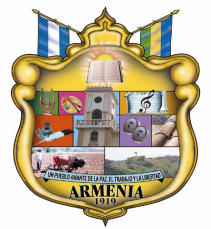 UN PUEBLO AMANTE DE LA PAZ, EL TRABAJO Y LA LIBERTAD
ARMENIA
1919